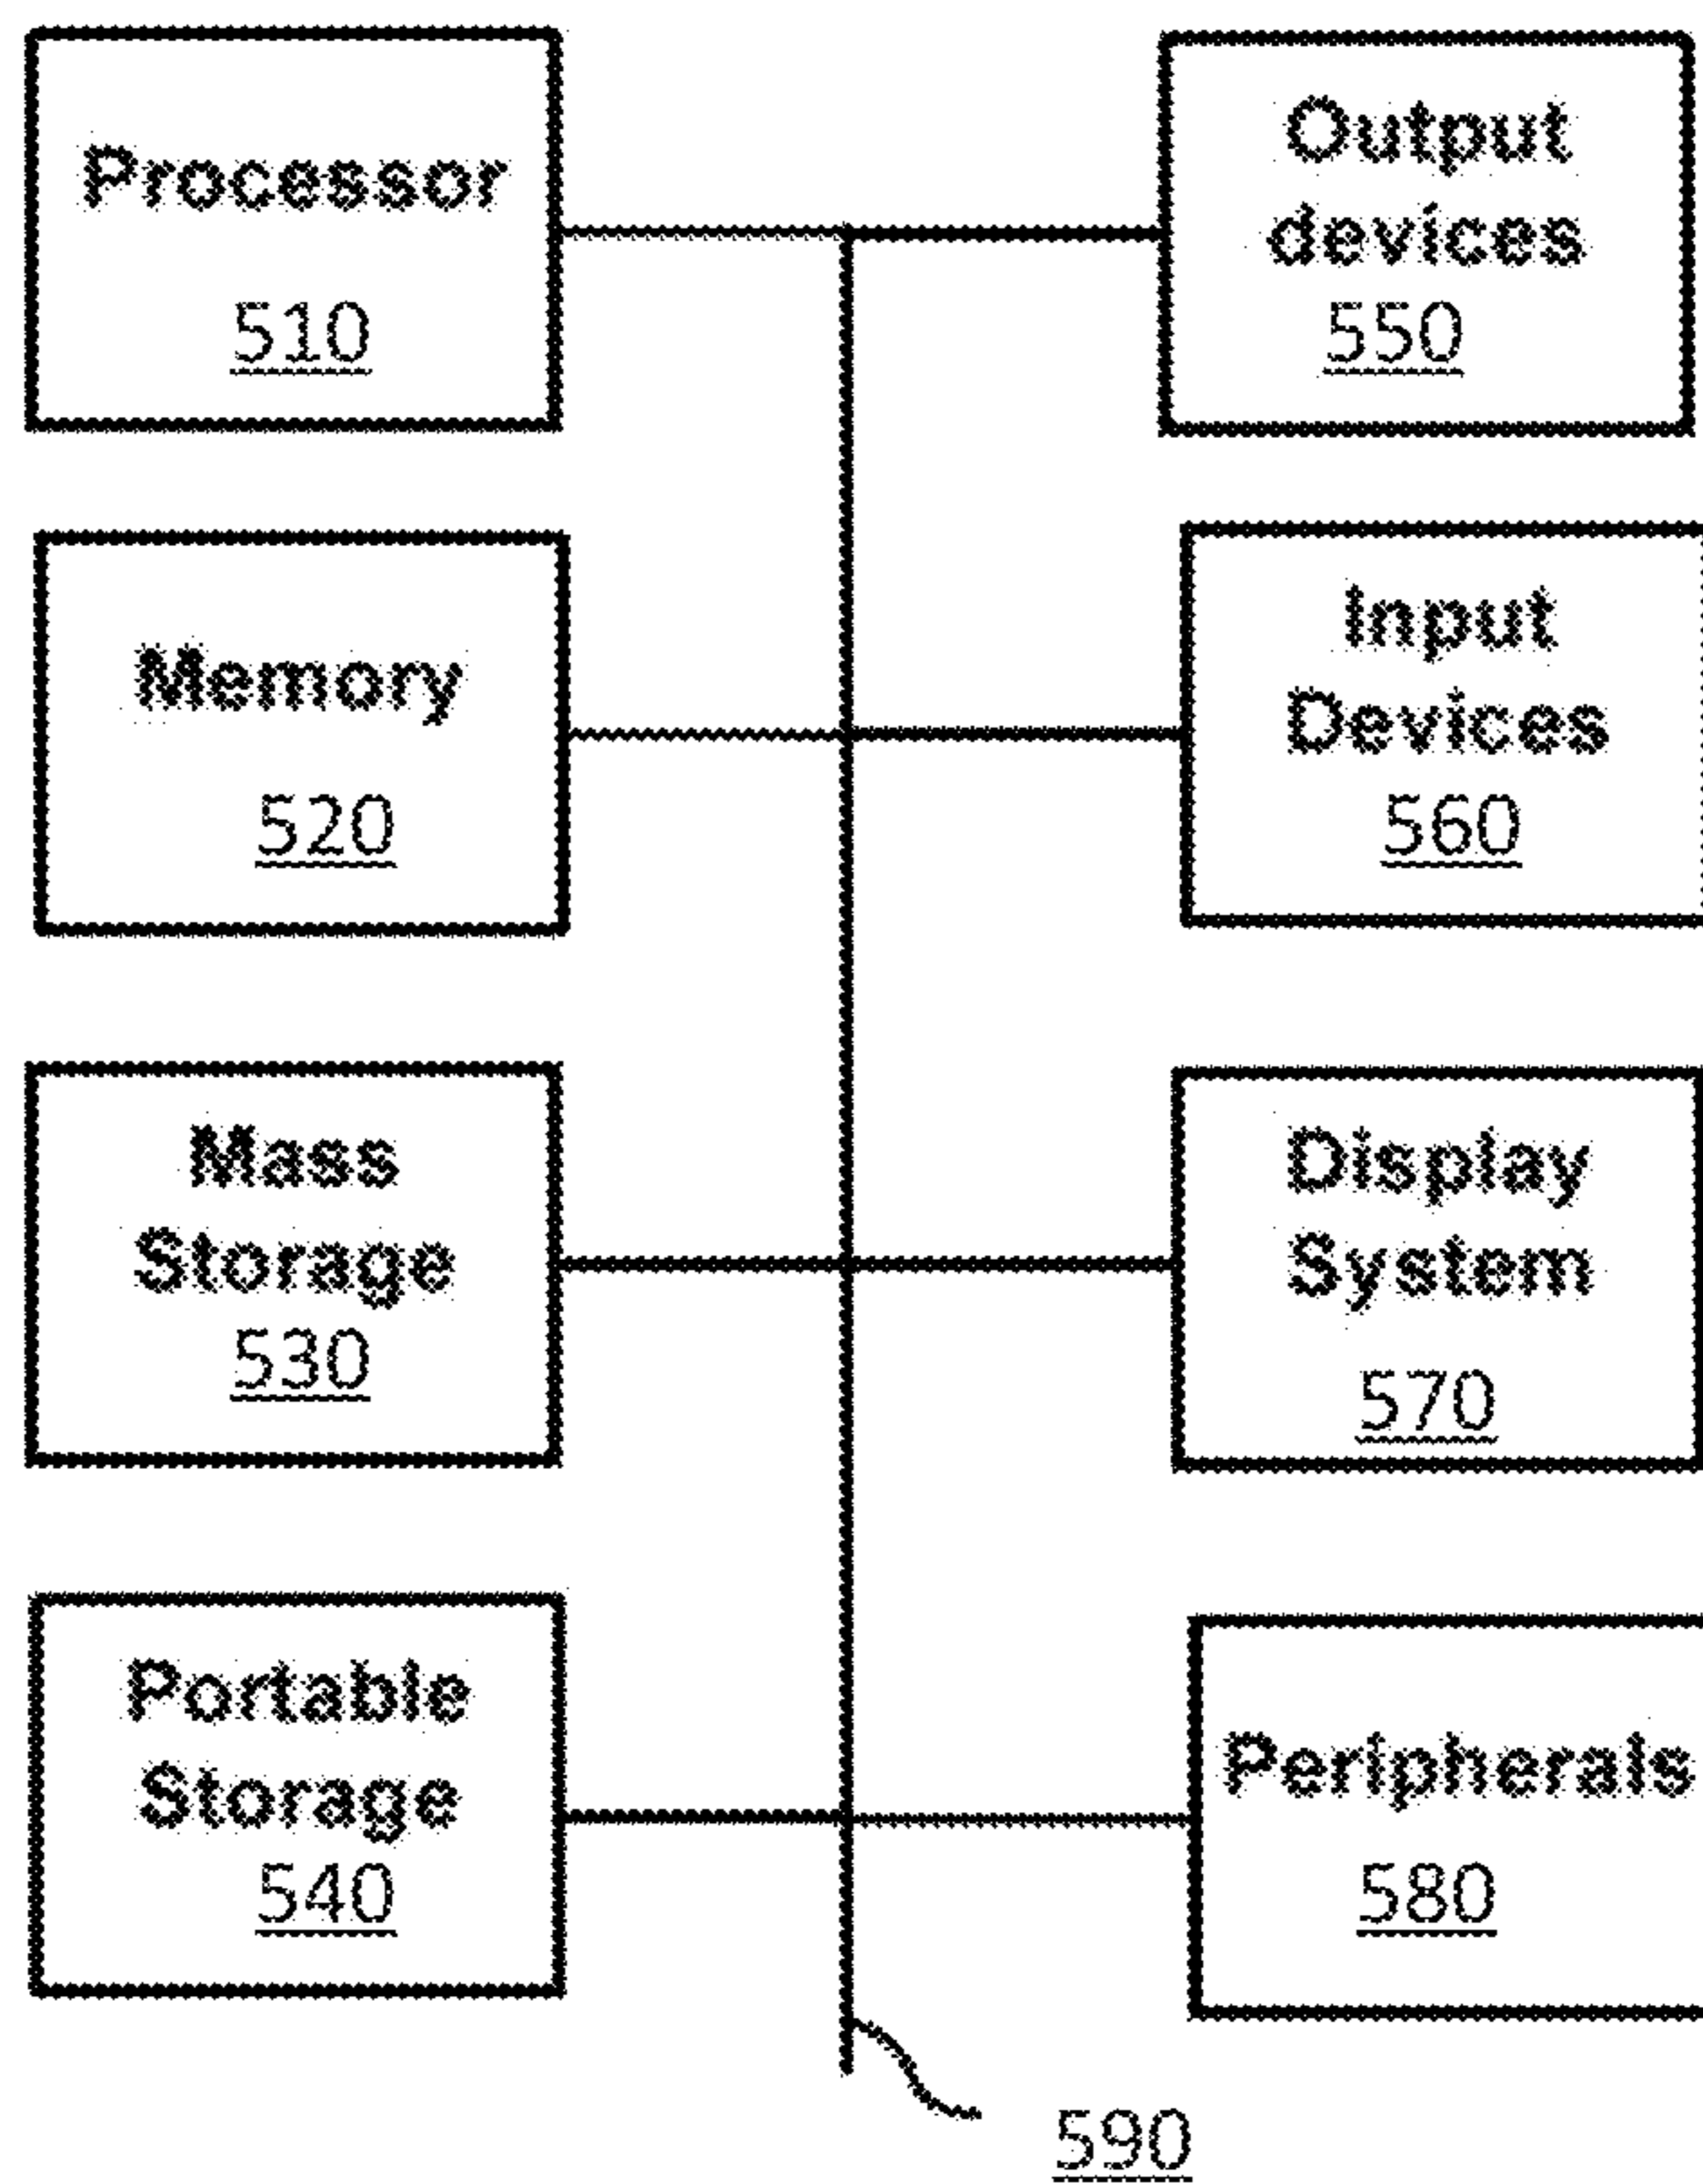 Processor
510
Output
devices
550
Memory
520
Input
Devices
560
Mass
Storage
530
Display
System
570
Portable
Storage
540
Peripherals
580
590